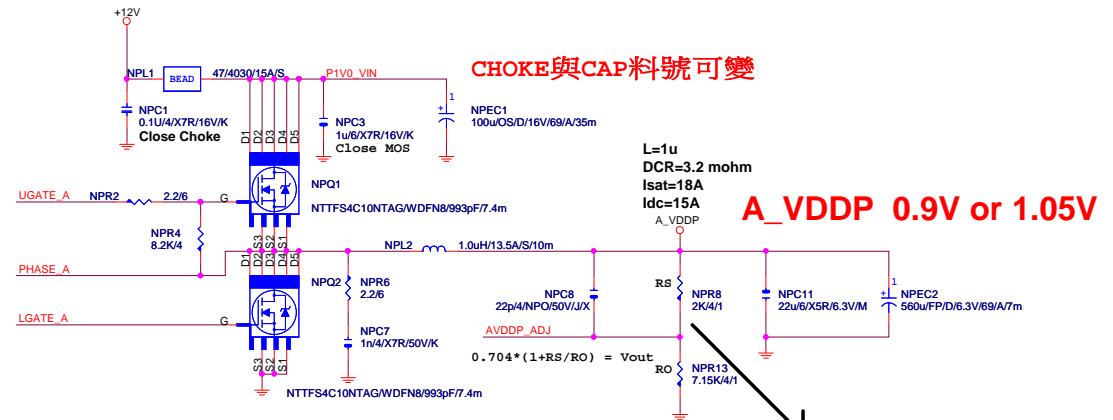 +12V
NPL1
BEAD
47/4030/15A/S
P1V0_VIN
CHOKE與CAP料號可變
NPC1
0.1U/4/X7R/16V/K
Close Choke
NPC3
1u/6/X7R/16V/K
Close MOS
1
+
NPEC1
100u/OS/D/16V/69/A/35m
D1
D2
D3
D4
D5
L=1u
DCR=3.2 mohm
Isat=18A
Idc=15A
A_VDDP
A_VDDP 0.9V or 1.05V
UGATE_A
NPR2
2.2/6
G
NPQ1
NTTFS4C10NTAG/WDFN8/993pF/7.4m
NPR4
8.2K/4
S3
S2
S1
PHASE_A
D1
D2
D3
D4
D5
NPL2
1.0uH/13.5A/S/10m
NPQ2
NPR6
2.2/6
NPC8
22p/4/NPO/50V/J/X
RS
NPR8
2K/4/1
NPC11
22u/6/X5R/6.3V/M
1
+
NPEC2
560u/FP/D/6.3V/69/A/7m
LGATE_A
G
NPC7
1n/4/X7R/50V/K
AVDDP_ADJ
0.704*(1+RS/RO) = Vout
RO
NPR13
7.15K/4/1
S3
S2
S1
NTTFS4C10NTAG/WDFN8/993pF/7.4m